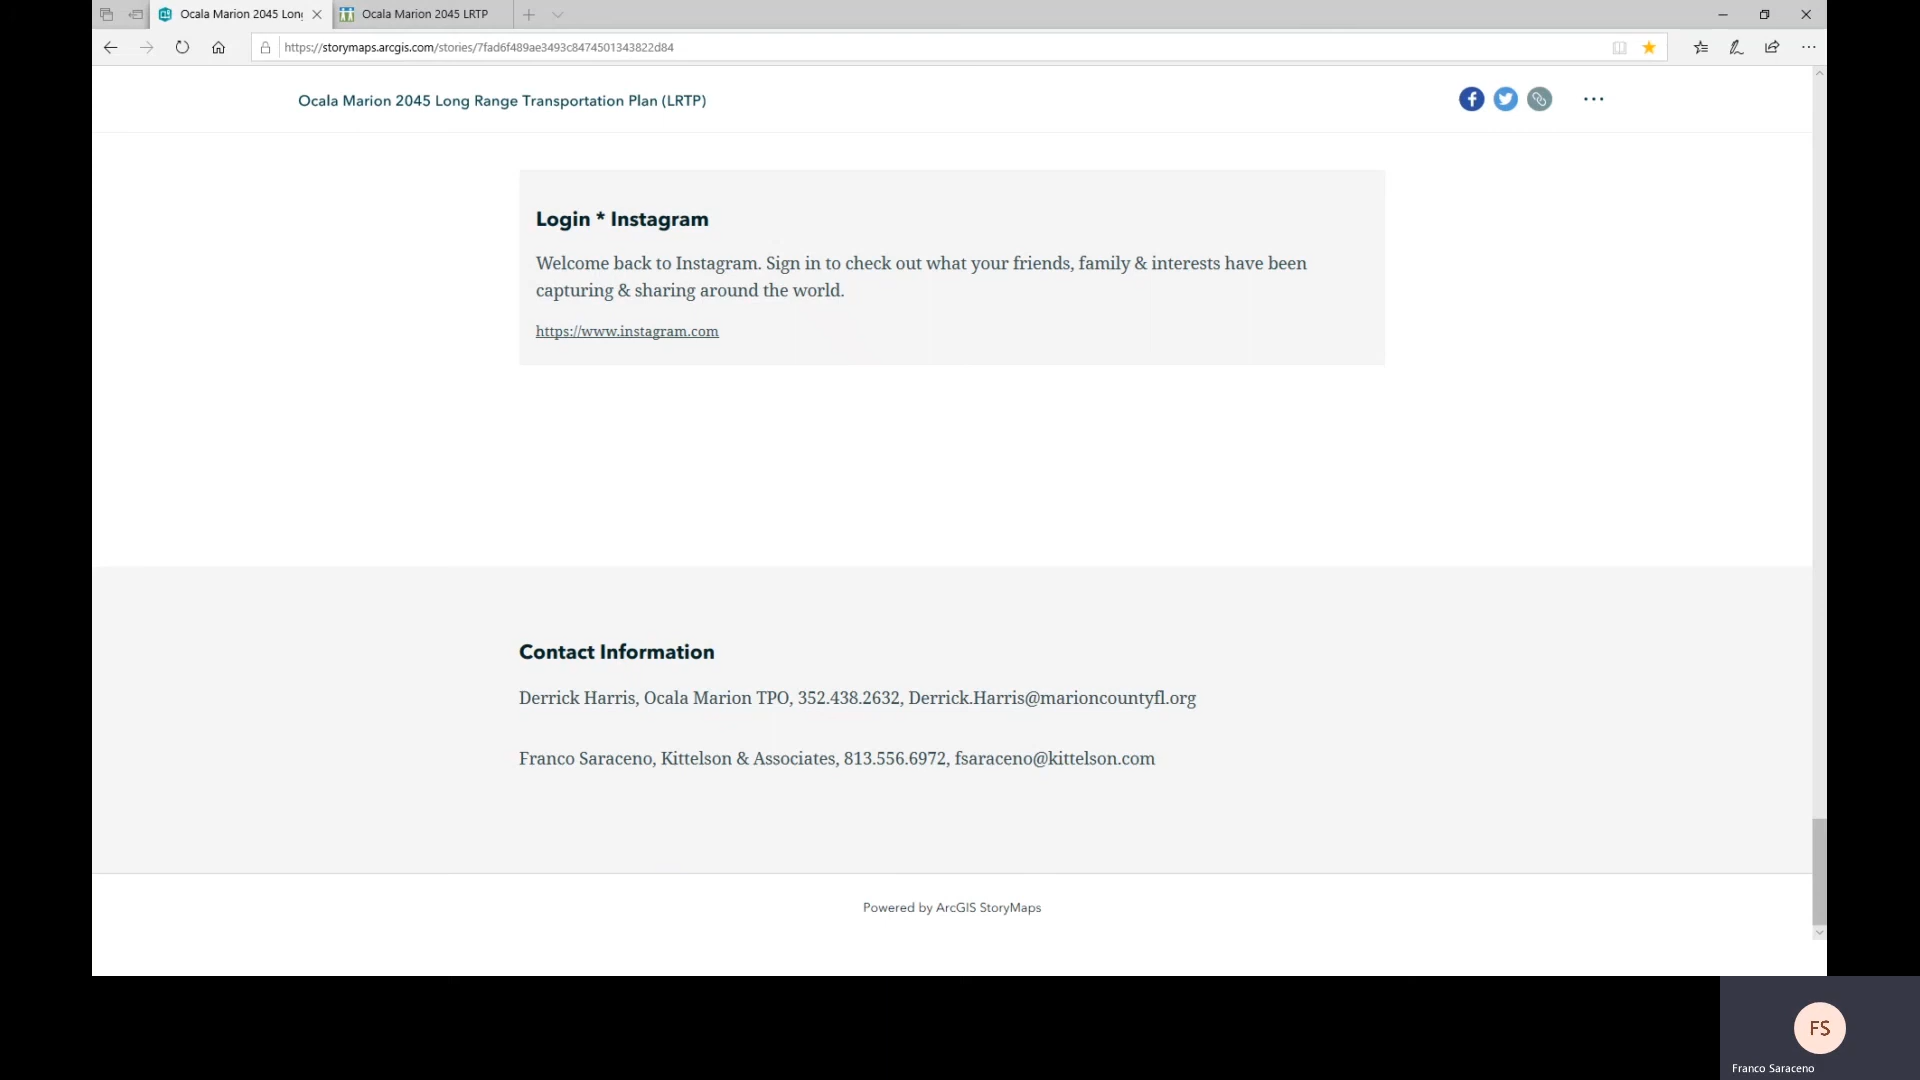 Ocala Marion 2045 Lon
Ocala Marion 2045 LRTP
https://storymaps.arcgis.com/stories/7fad6f489ae3493c8474501343822d84
Ocala Marion 2045 Long Range Transportation Plan (LRTP)
Login * Instagram
Welcome back to Instagram. Sign in to check out what your friends, family & interests have been
capturing & sharing around the world.
https://www.instagram.com
Contact Information
Derrick Harris, Ocala Marion TPO, 352.438.2632, Derrick.Harris@marioncountyfl.org
Franco Saraceno, Kittelson & Associates, 813.556.6972, fsaraceno@kittelson.com
Powered by ArcGIS StoryMaps
FS
Franco Saraceno